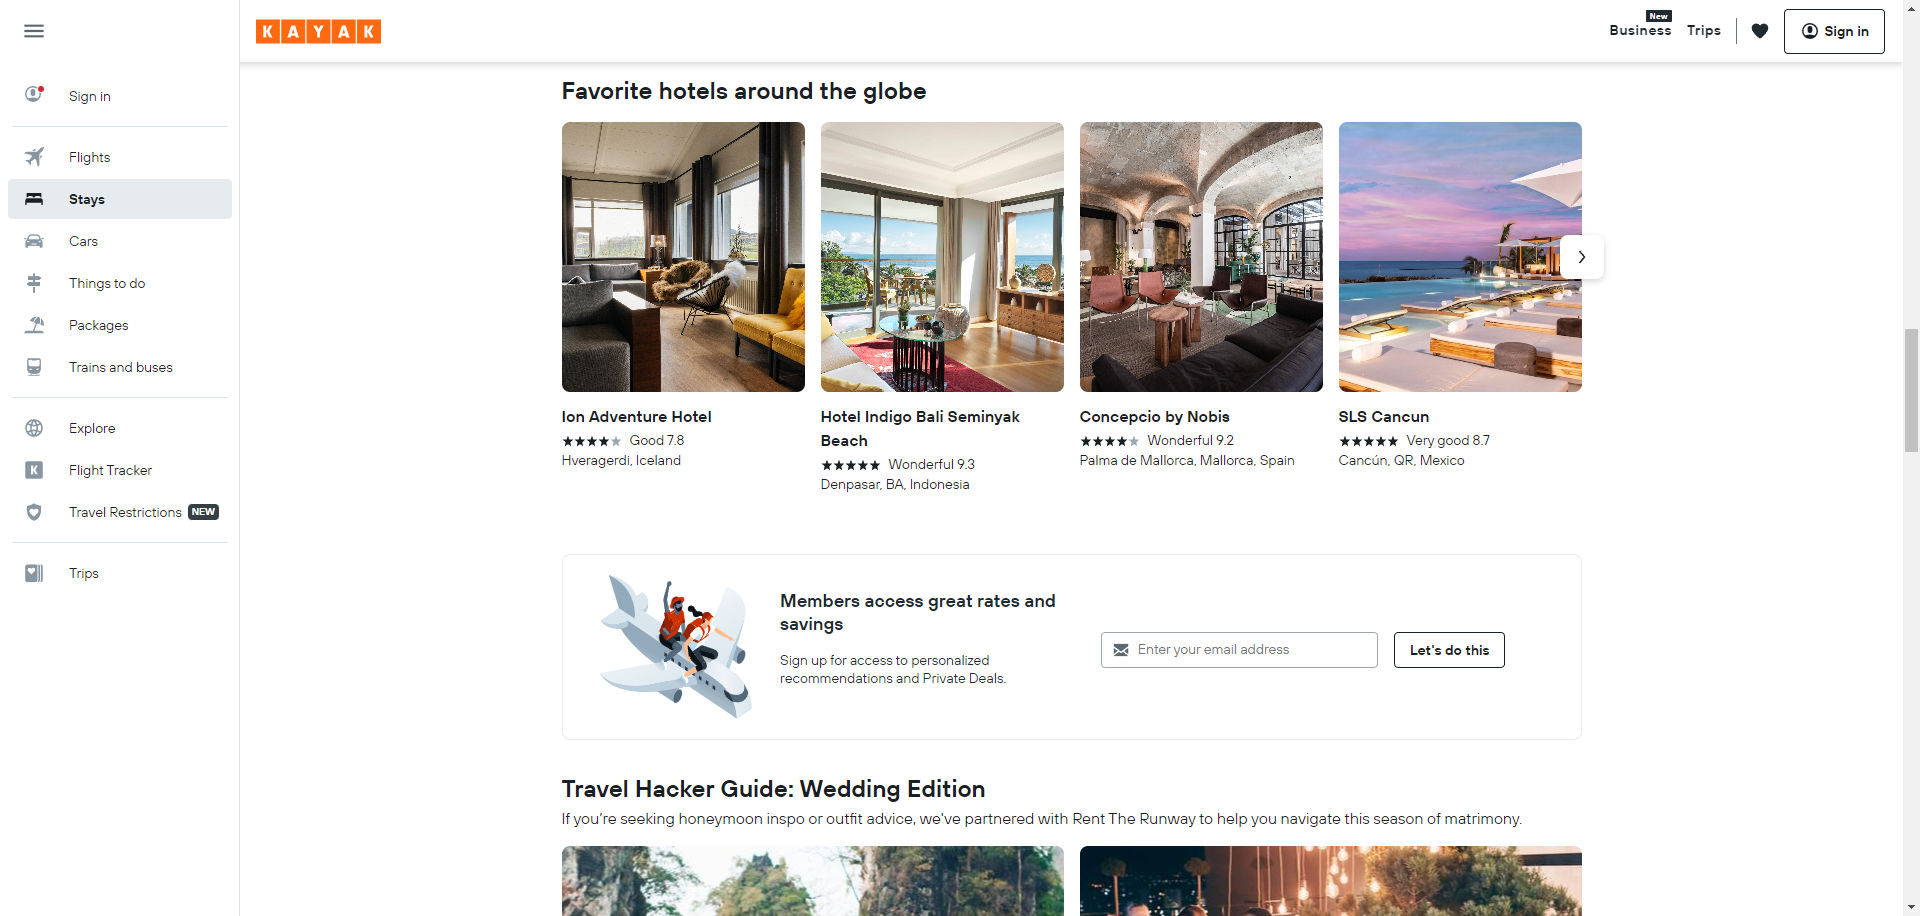 KAYAK
New
Business
Trips
Sign in
Sign in
Flights
Stays
Cars
Things to do
Packages
Trains and buses
Explore
K
Flight Tracker
Travel Restrictions NEW
Trips
Favorite hotels around the globe
Ion Adventure Hotel
Good 7.8
Hveragerdi, Iceland
Hotel Indigo Bali Seminyak
Beach
Wonderful 9.3
Denpasar, BA, Indonesia
Concepcio by Nobis
Wonderful 9.2
Palma de Mallorca, Mallorca, Spain
SLS Cancun
Very good 8.7
Cancún, QR, Mexico
Members access great rates and
savings
Sign up for access to personalized
recommendations and Private Deals.
Enter your email address
Let's do this
Travel Hacker Guide: Wedding Edition
If you’re seeking honeymoon inspo or outfit advice, we’ve partnered with Rent The Runway to help you navigate this season of matrimony.